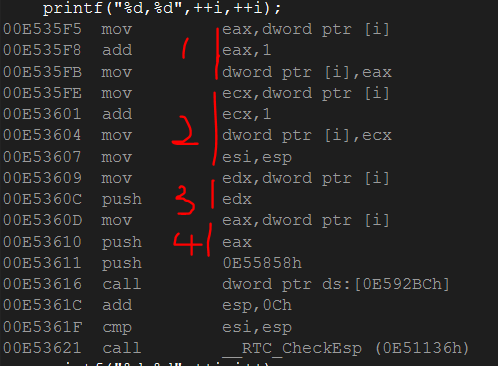 printf("%d,%d",++i,++i);
00E535F5 mov eax,dword ptr [i]
00E535F8 add 1 eax,1
00E535FB mov dword ptr [i],eax
00E535FE mov ecx,dword ptr [i]
00E53601 add ecx,1
00E53604 mov 2 dword ptr [i],ecx
00E53607 mov esi,esp
00E53609 mov edx,dword ptr [i]
00E5360C push 3 edx
00E5360D mov eax,dword ptr [i]
00E53610 push 4 eax
00E53611 push 0E55858h
00E53616 call dword ptr ds:[0E592BCh]
00E5361C add esp,0Ch
00E5361F cmp esi,esp
00E53621 call __RTC_CheckEsp (0E51136h)